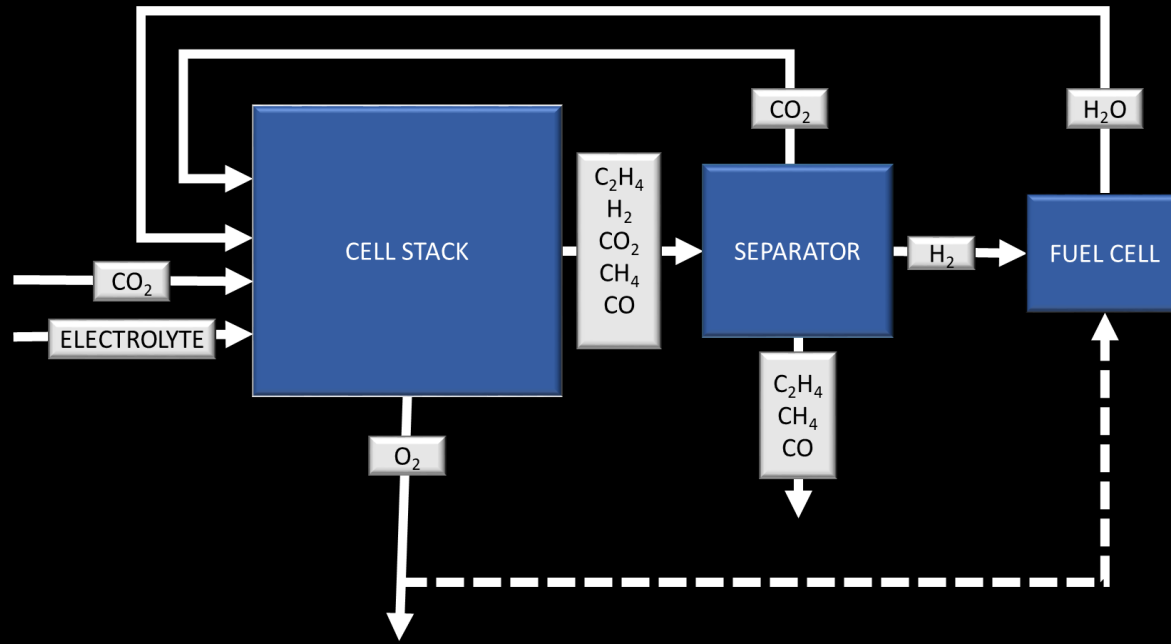 CO₂
H₂O
C₂H₄
H₂
CO₂
CH₄
CO
CELL STACK
SEPARATOR
H₂
FUEL CELL
CO₂
ELECTROLYTE
C₂H₄
CH₄
CO
O₂